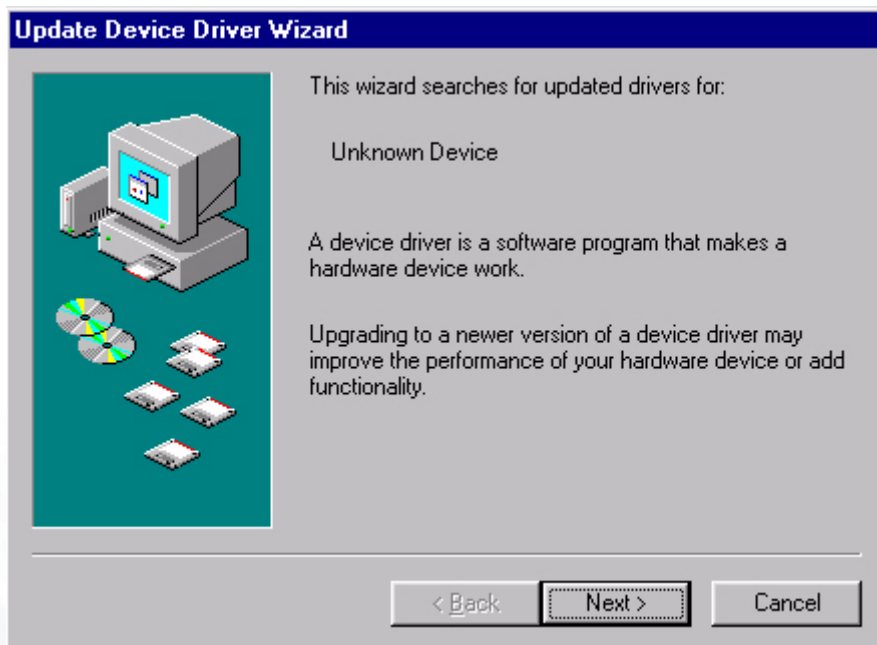 Update Device Driver Wizard
This wizard searches for updated drivers for:
Unknown Device
A device driver is a software program that makes a
hardware device work.
Upgrading to a newer version of a device driver may
improve the performance of your hardware device or add
functionality.
< Back
Next >
Cancel